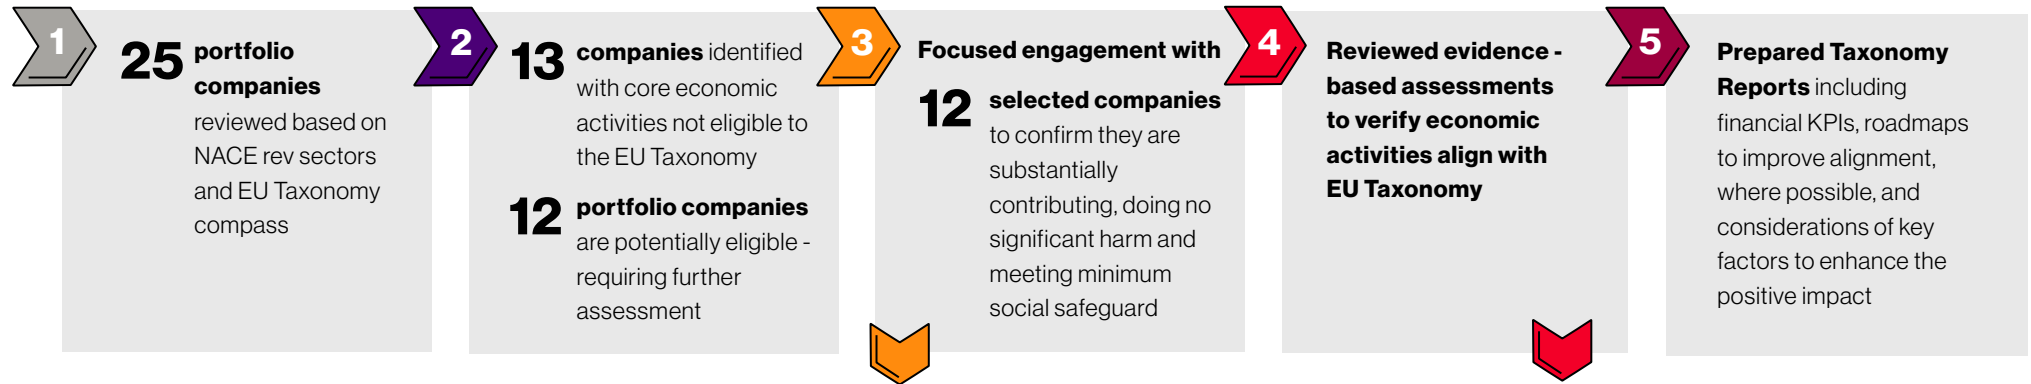 1
25 portfolio
companies
reviewed based on
NACE rev sectors
and EU Taxonomy
compass
2
13 companies identified
with core economic
activities not eligible to
the EU Taxonomy
12 portfolio companies
are potentially eligible -
requiring further
assessment
3
Focused engagement with
12 selected companies
to confirm they are
substantially
contributing, doing no
significant harm and
meeting minimum
social safeguard
4
Reviewed evidence -
based assessments
to verify economic
activities align with
EU Taxonomy
5
Prepared Taxonomy
Reports including
financial KPIs, roadmaps
to improve alignment,
where possible, and
considerations of key
factors to enhance the
positive impact